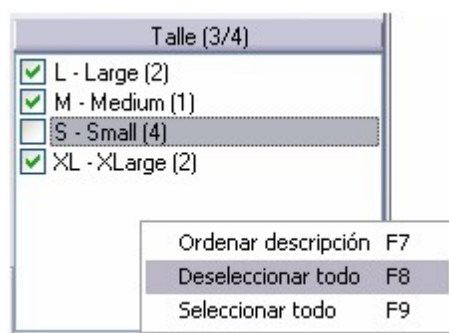 Talle (3/4)
L - Large (2)
M - Medium (1)
S - Small (4)
XL - XLarge (2)
Ordenar descripción F7
Deseleccionar todo F8
Seleccionar todo F9